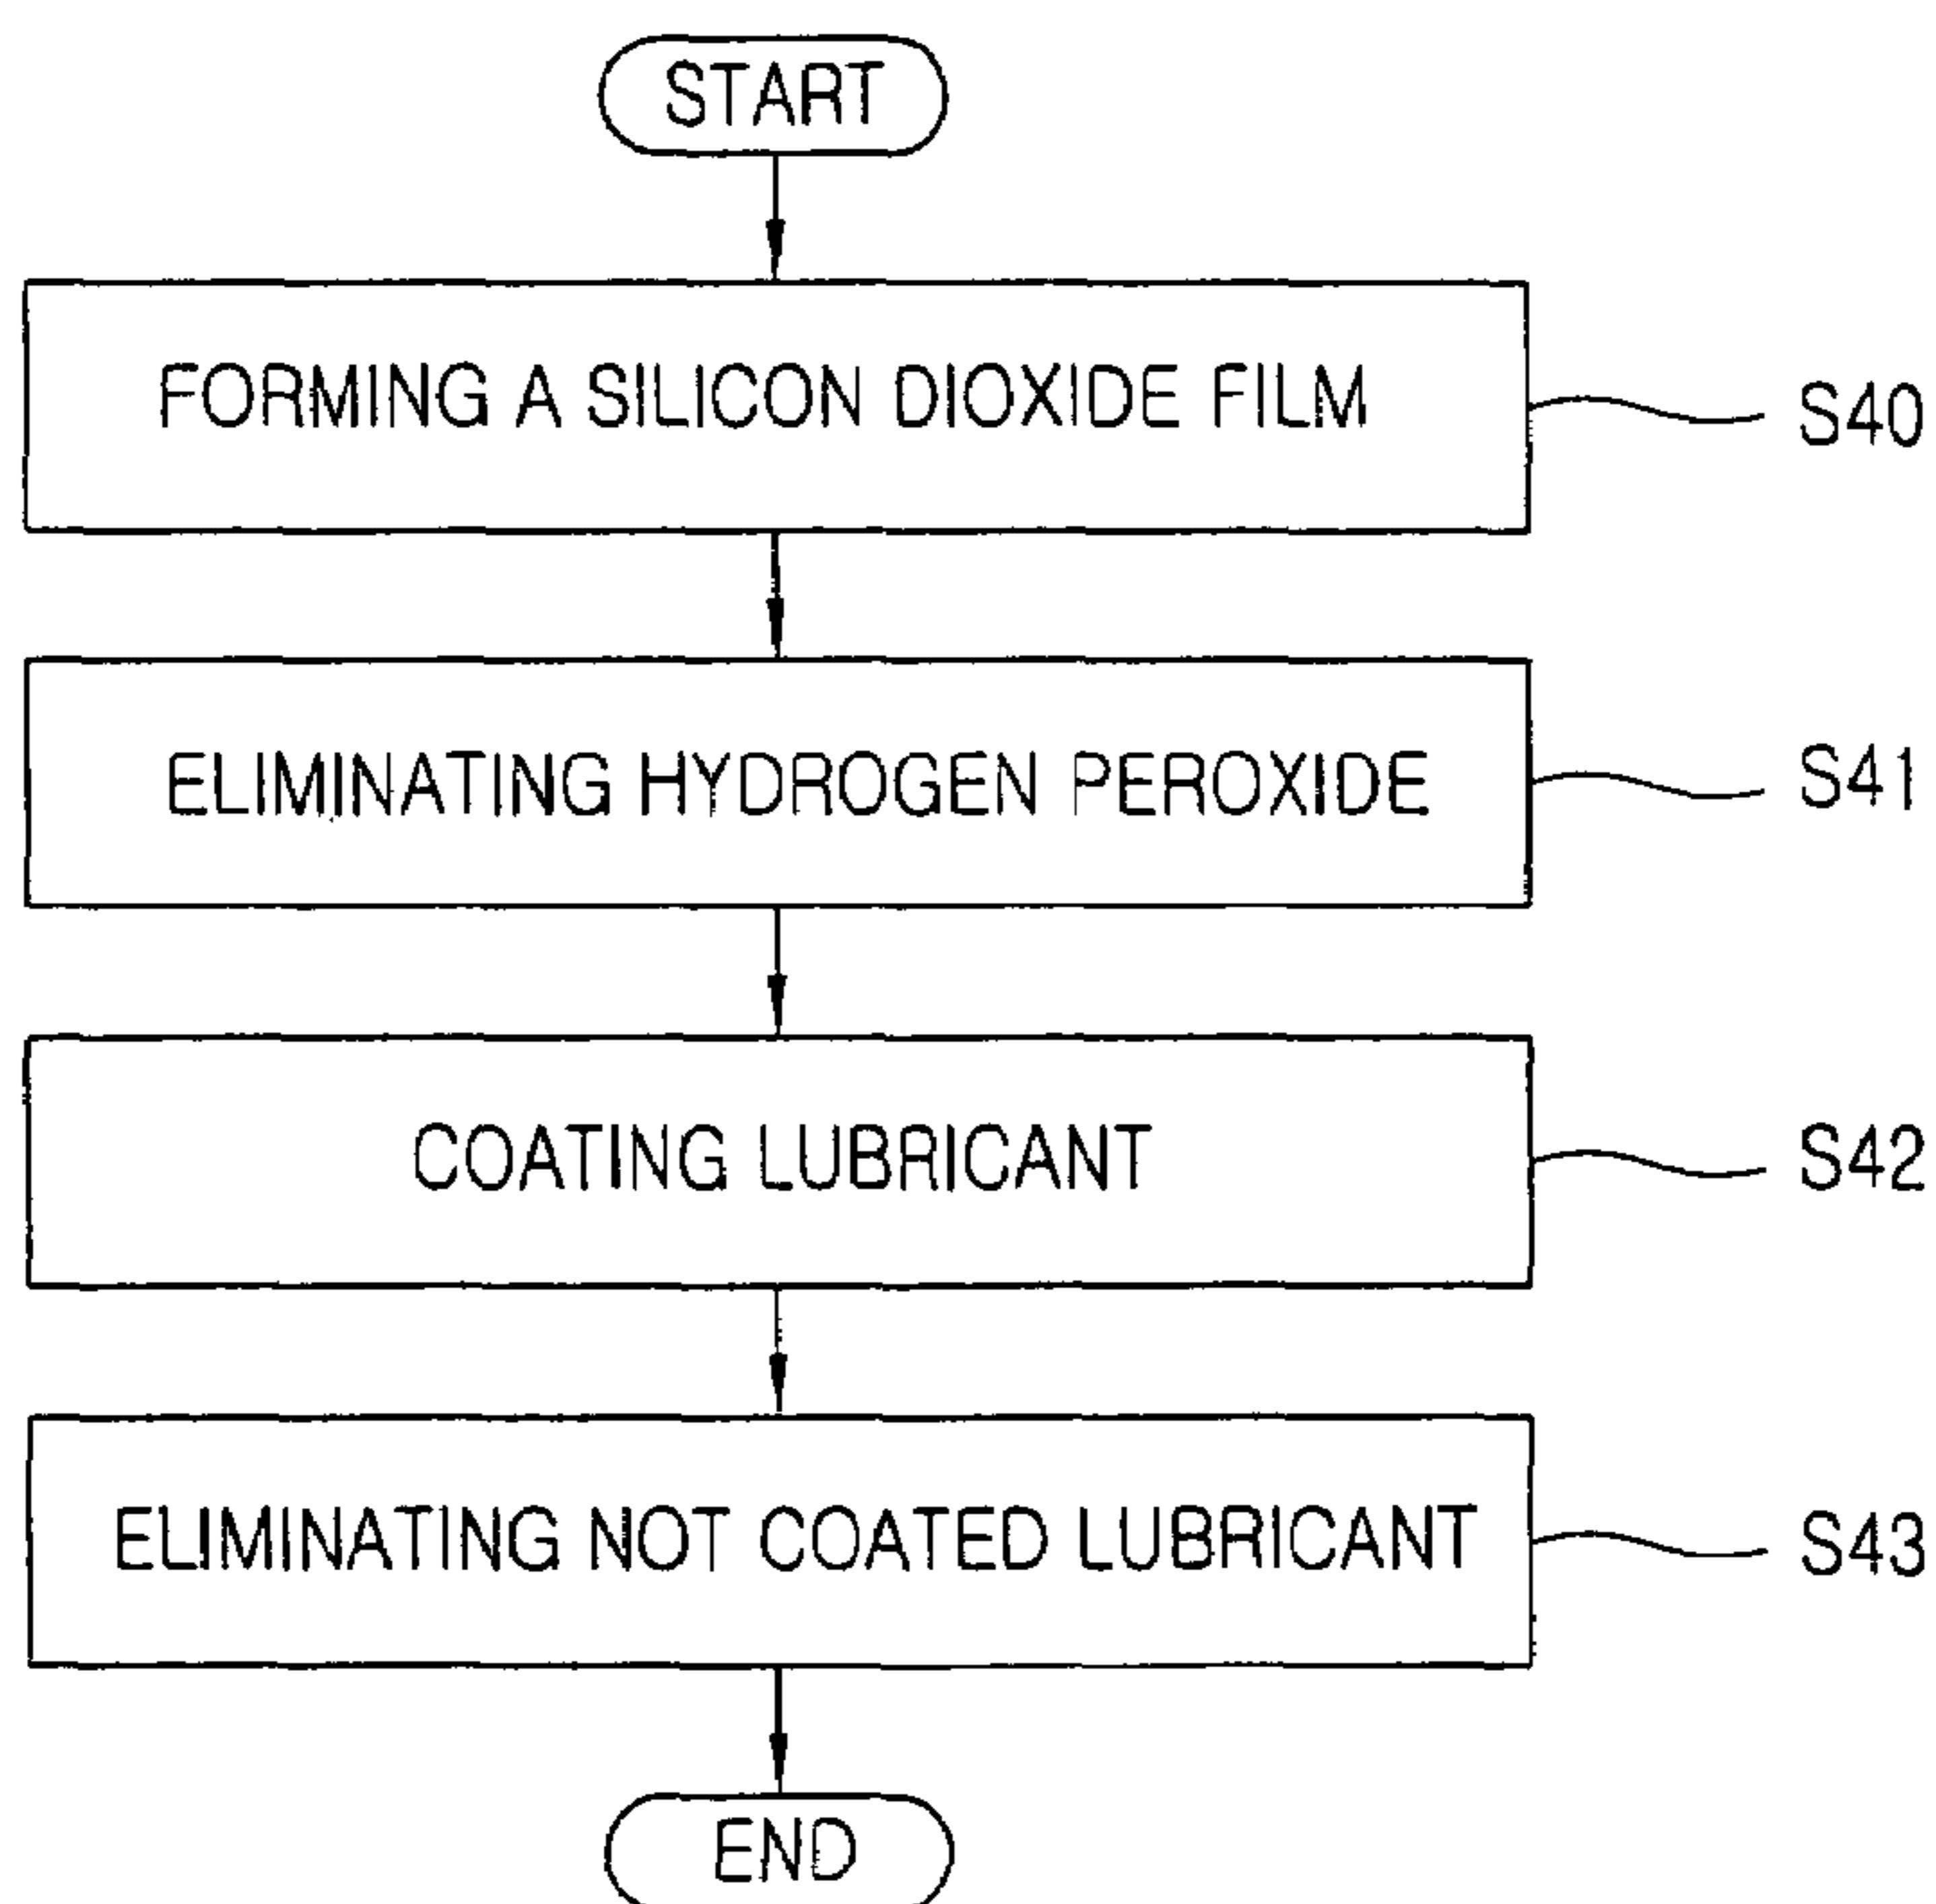 START
FORMING A SILICON DIOXIDE FILM
S40
ELIMINATING HYDROGEN PEROXIDE
S41
COATING LUBRICANT
S42
ELIMINATING NOT COATED LUBRICANT
S43
END